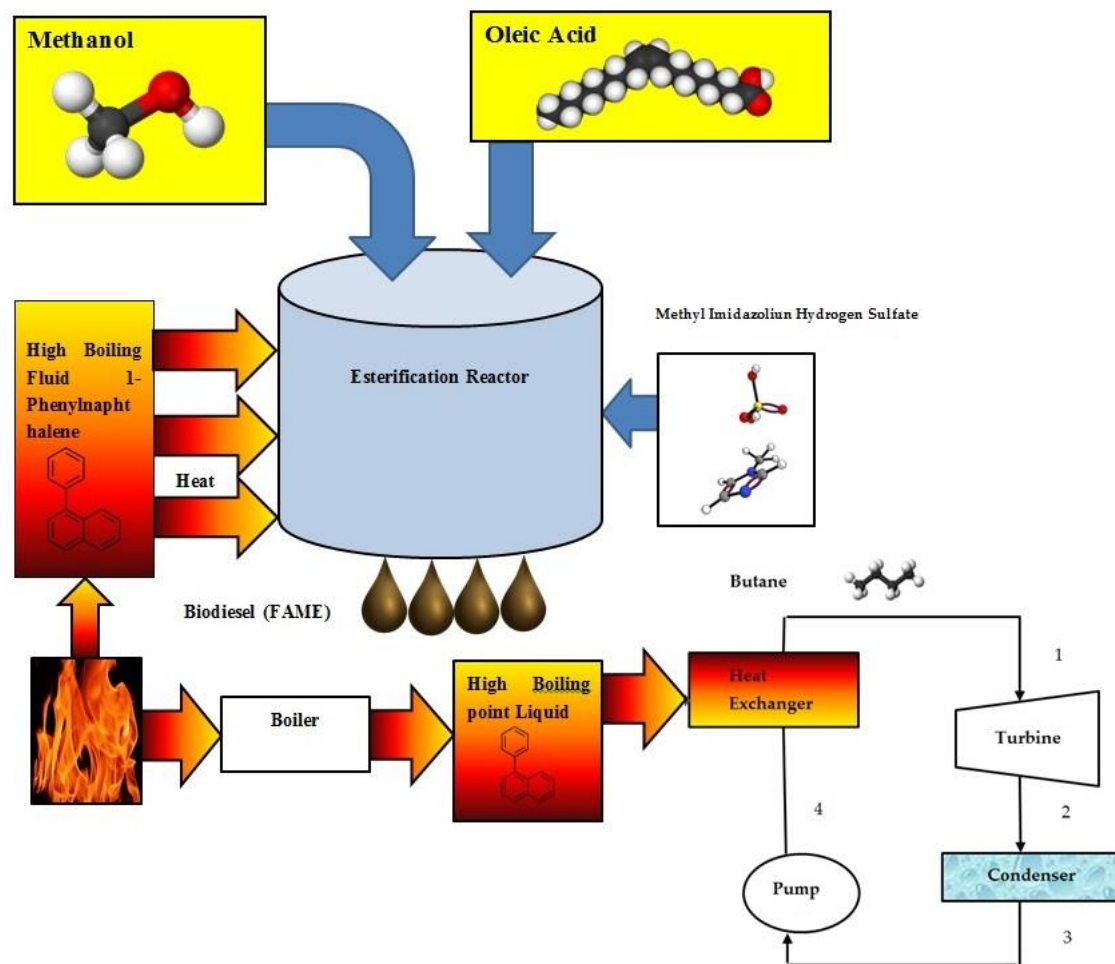 Methanol
Oleic Acid
Methyl Imidazoliun Hydrogen Sulfate
High Boiling
Fluid 1-
Phenylnapht
halene
Heat
Esterification Reactor
Biodiesel (FAME)
Butane
1
Boiler
High Boiling
point Liquid
Heat
Exchanger
Turbine
2
4
Pump
Condenser
3